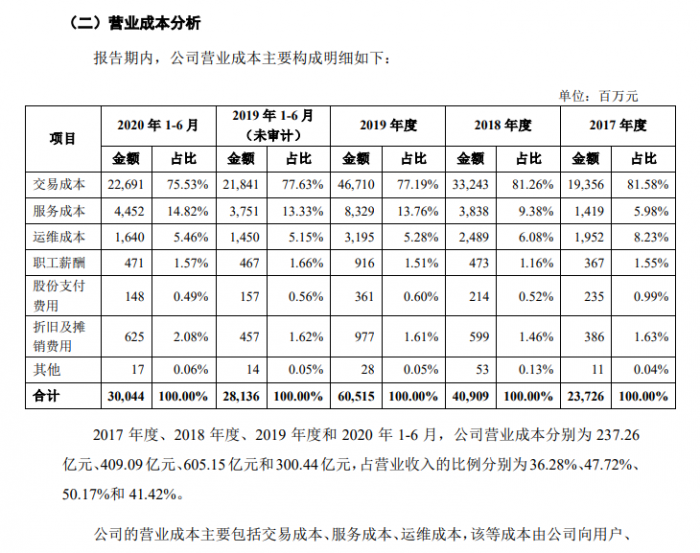 （二）营业成本分析
报告期内，公司营业成本主要构成明细如下：
单位：百万元
项目 2020 年 1-6 月 2019 年 1-6 月（未审计） 2019 年度 2018 年度 2017 年度
金额 占比 金额 占比 金额 占比 金额 占比 金额 占比
交易成本 22,691 75.53% 21,841 77.63% 46,710 77.19% 33,243 81.26% 19,356 81.58%
服务成本 4,452 14.82% 3,751 13.33% 8,329 13.76% 3,838 9.38% 1,419 5.98%
运维成本 1,640 5.46% 1,450 5.15% 3,195 5.28% 2,489 6.08% 1,952 8.23%
职工薪酬 471 1.57% 467 1.66% 916 1.51% 473 1.16% 367 1.55%
股份支付费用 148 0.49% 157 0.56% 361 0.60% 214 0.52% 235 0.99%
折旧及摊销费用 625 2.08% 457 1.62% 977 1.61% 599 1.46% 386 1.63%
其他 17 0.06% 14 0.05% 28 0.05% 53 0.13% 11 0.04%
合计 30,044 100.00% 28,136 100.00% 60,515 100.00% 40,909 100.00% 23,726 100.00%
2017 年度、2018 年度、2019 年度和 2020 年 1-6 月，公司营业成本分别为 237.26
亿元、409.09 亿元、605.15 亿元和 300.44 亿元，占营业收入的比例分别为 36.28%、47.72%、
50.17%和 41.42%。
公司的营业成本主要包括交易成本、服务成本、运维成本，该等成本由公司向用户、